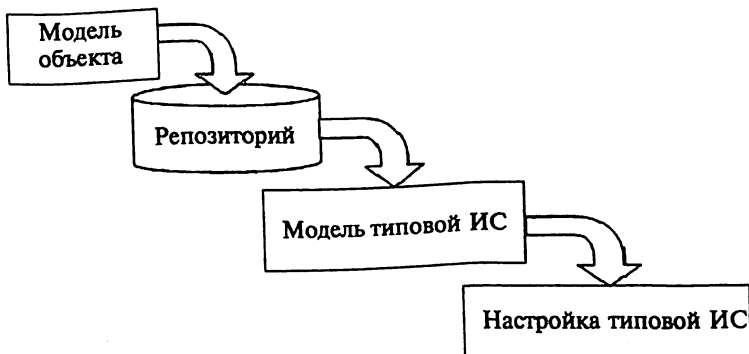 Модель
объекта
Репозиторий
Модель типовой ИС
Настройка типовой ИС